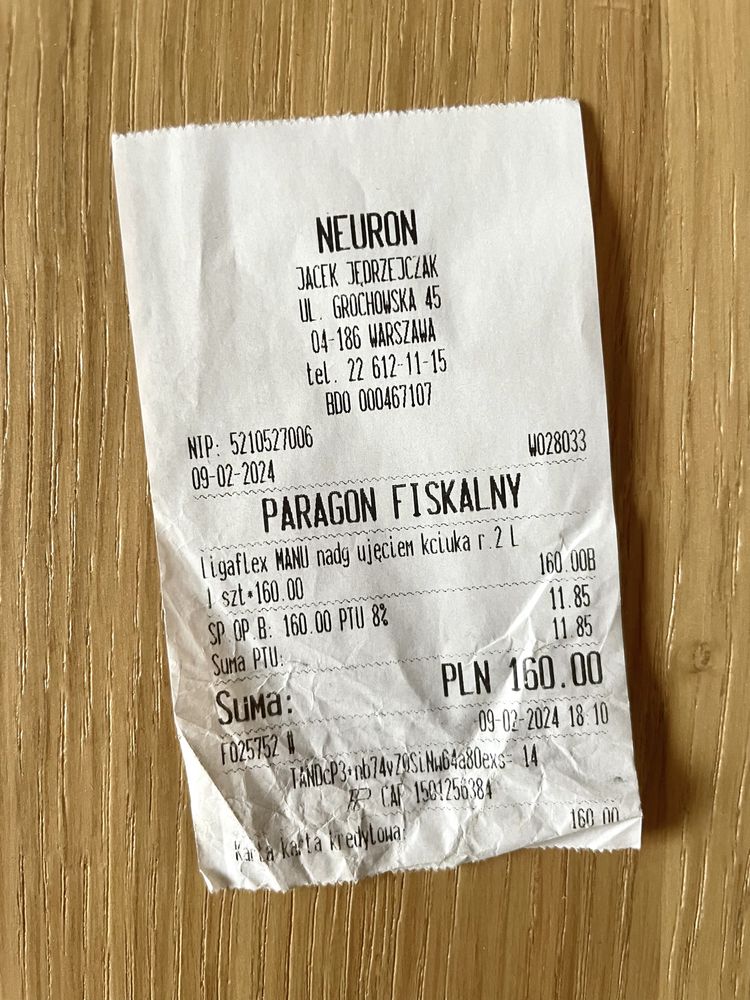 NEURON
JACEK JĘDRZEJCZAK
UL. GROCHOWSKA 45
04-186 WARSZAWA
tel. 22 612-11-15
BDO 000467107
NIP: 5210527006
09-02-2024 W028033
PARAGON FISKALNY
Ligaflex MANU nadg ujęciem kciuka r.2 L
1 szt*160.00 160.00B
SP.OP.B: 160.00 PTU 8% 11.85
Suma PTU: 11.85
Suma: PLN 160.00
F025752 09-02-2024 18:10
14
CAF 1501256384
Karta karta kredytowa: 160.00